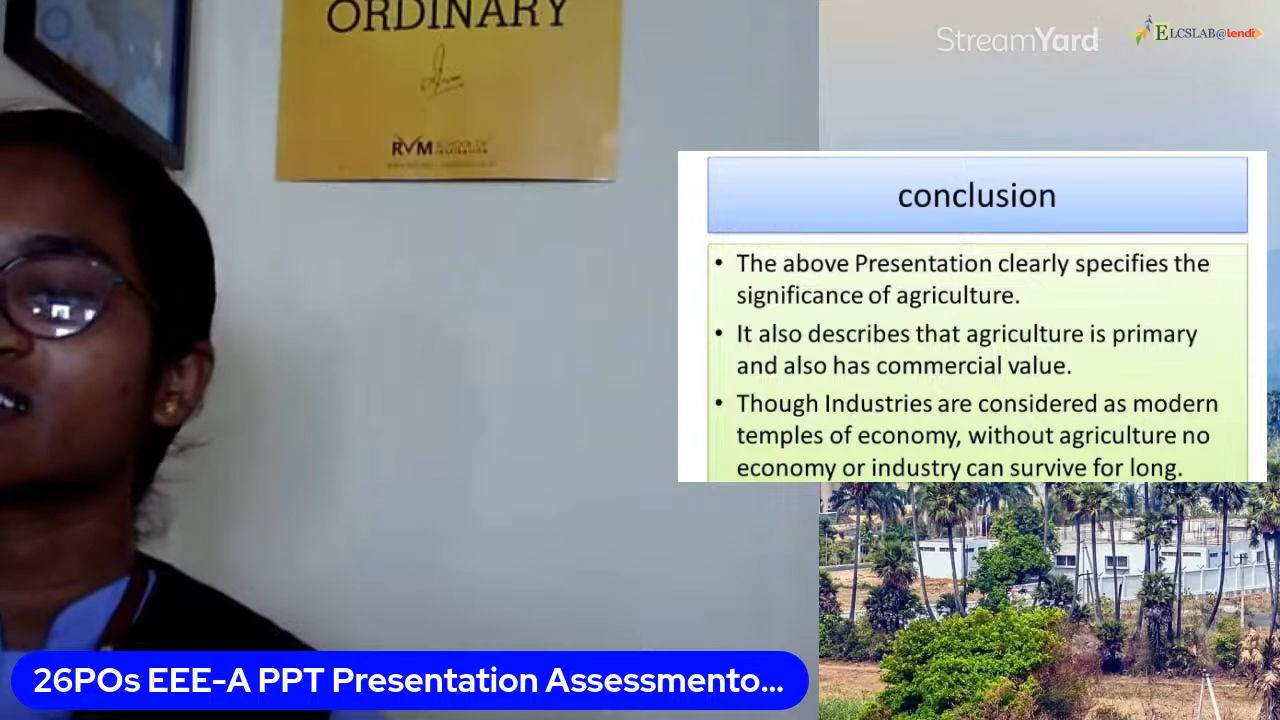 ORDINARY
RVM SCHOOL OF
StreamYard
ELCSLAB@lendi
conclusion
• The above Presentation clearly specifies the
significance of agriculture.
• It also describes that agriculture is primary
and also has commercial value.
• Though Industries are considered as modern
temples of economy, without agriculture no
economy or industry can survive for long.
26POs EEE-A PPT Presentation Assessmento...